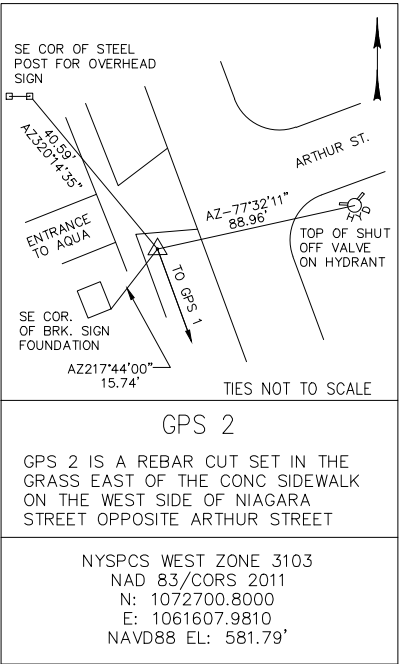 SE COR OF STEEL
POST FOR OVERHEAD
SIGN
40.59'
AZ320°14'35"
ARTHUR ST.
AZ-77°32'11"
88.96'
HYD
TOP OF SHUT
OFF VALVE
ON HYDRANT
ENTRANCE
TO AQUA
TO GPS 1
SE COR.
OF BRK. SIGN
FOUNDATION
AZ217°44'00"
15.74'
TIES NOT TO SCALE
GPS 2
GPS 2 IS A REBAR CUT SET IN THE
GRASS EAST OF THE CONC SIDEWALK
ON THE WEST SIDE OF NIAGARA
STREET OPPOSITE ARTHUR STREET
NYSPCS WEST ZONE 3103
NAD 83/CORS 2011
N: 1072700.8000
E: 1061607.9810
NAVD88 EL: 581.79'